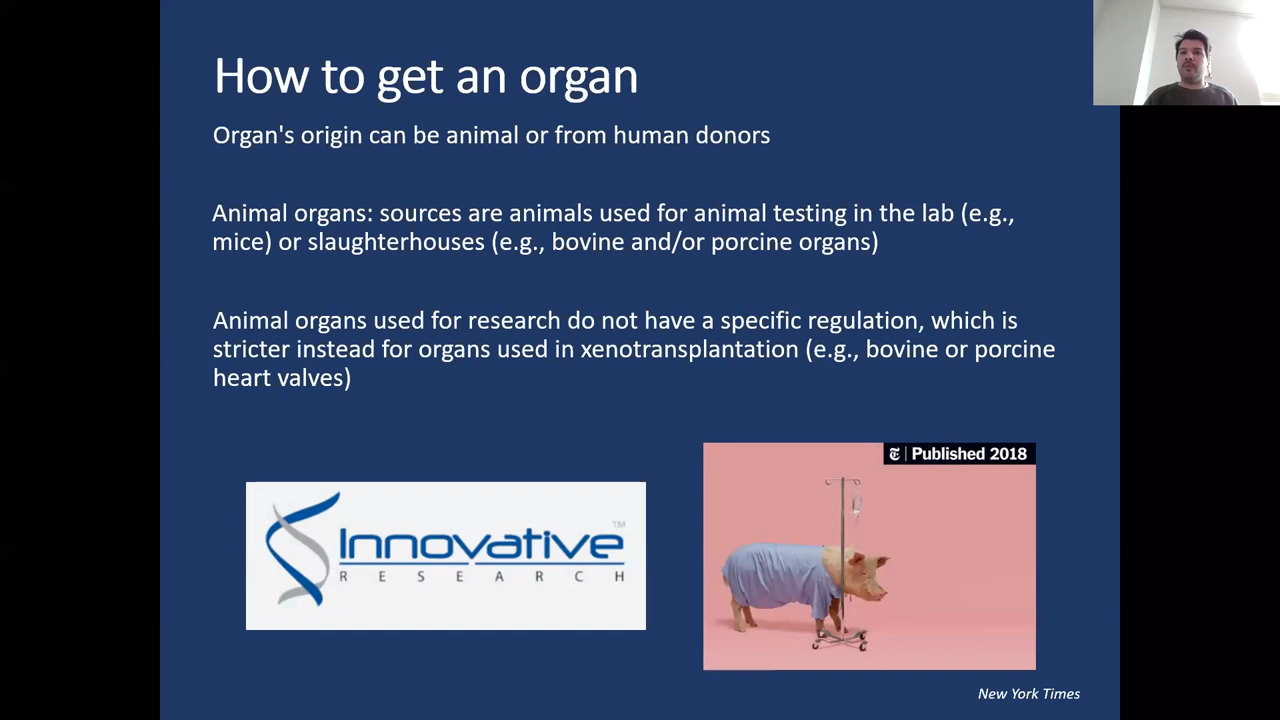 How to get an organ
Organ's origin can be animal or from human donors
Animal organs: sources are animals used for animal testing in the lab (e.g.,
mice) or slaughterhouses (e.g., bovine and/or porcine organs)
Animal organs used for research do not have a specific regulation, which is
stricter instead for organs used in xenotransplantation (e.g., bovine or porcine
heart valves)
Innovative™
RESEARCH
T | Published 2018
New York Times